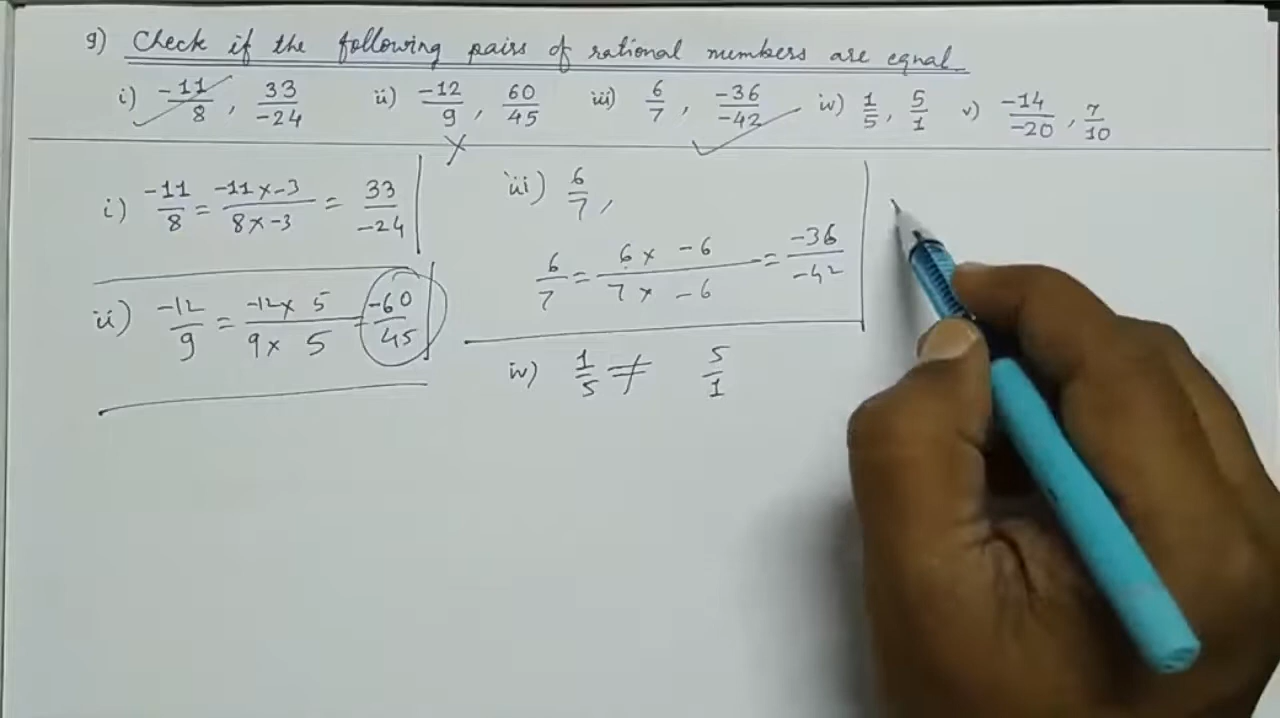 9) Check if the following pairs of rational numbers are equal
i) -11/8, 33/-24 ii) -12/9, 60/45 iii) 6/7, -36/-42 iv) 1/5, 5/1 v) -14/-20, 7/10
i) -11/8 = -11 x -3/8 x -3 = 33/-24
ii) -12/9 = -12 x 5/9 x 5 = -60/45
iii) 6/7,
6/7 = 6 x -6/7 x -6 = -36/-42
iv) 1/5 ≠ 5/1